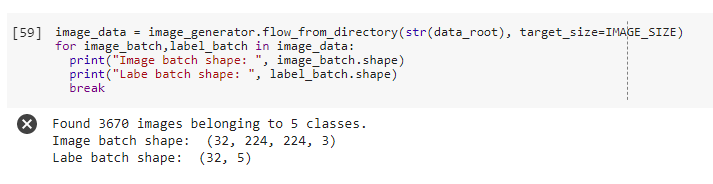 [59] image_data = image_generator.flow_from_directory(str(data_root), target_size=IMAGE_SIZE)
for image_batch,label_batch in image_data:
  print("Image batch shape: ", image_batch.shape)
  print("Labe batch shape: ", label_batch.shape)
  break
Found 3670 images belonging to 5 classes.
Image batch shape:  (32, 224, 224, 3)
Labe batch shape:  (32, 5)